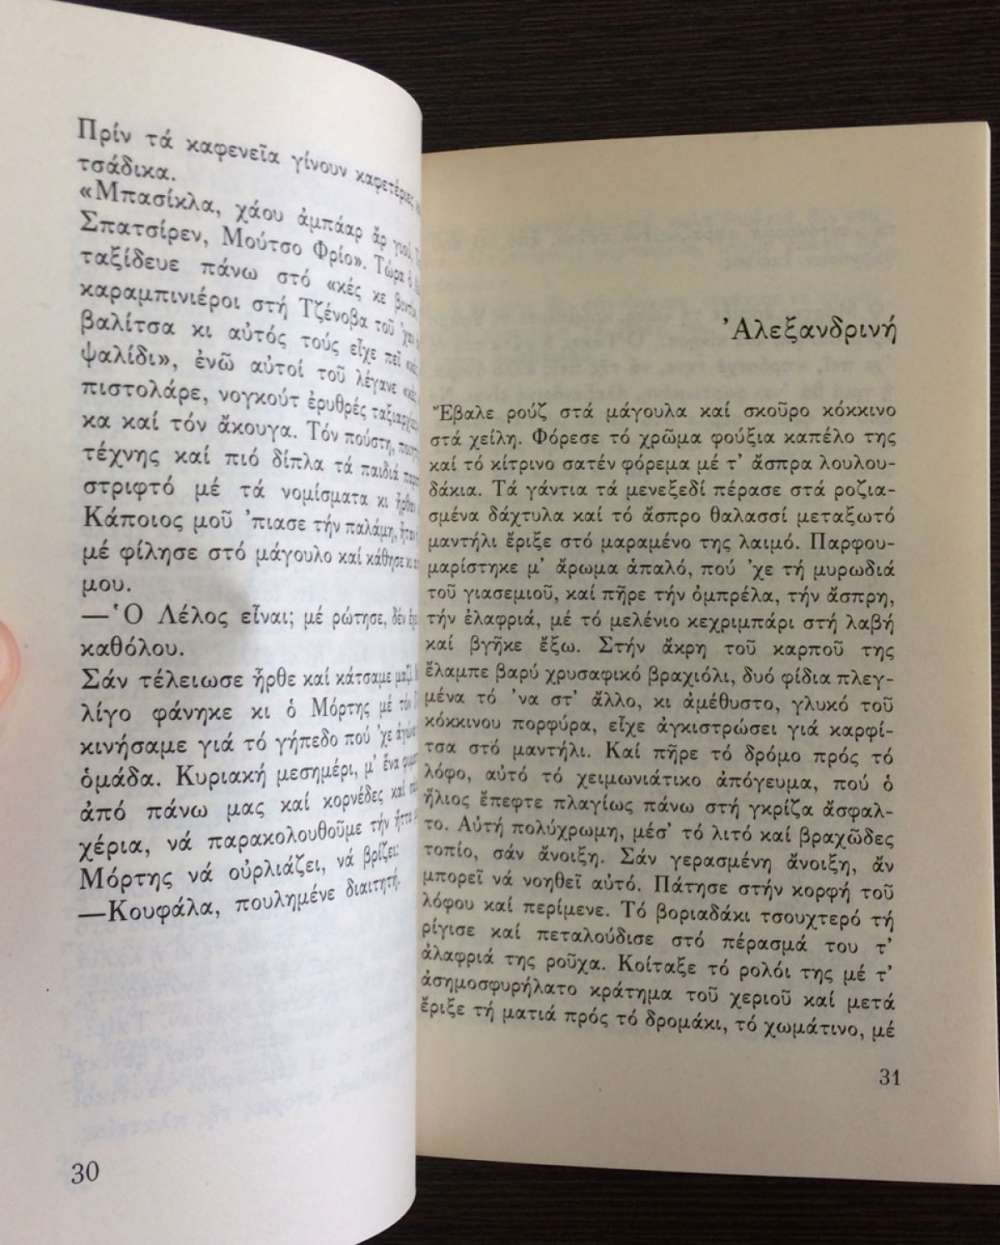 Πρίν τά καφενεῖα γίνουν καφετέριες
τσάδικα.
«Μπασίκλα, χάου ἀμπάαρ ἄρ γιού,
Σπατσίρεν, Μούτσο Φρίο». Τώρα ὁ
ταξίδευε πάνω στό «κές κε
καραμπινιέροι στή Τζένοβα τοῦ
βαλίτσα κι αὐτός τούς εἶχε πεῖ
ψαλίδι», ἐνῶ αὐτοί τοῦ λέγανε
πιστολάρε, νογκούτ ἐρυθρές ταξιαρχίες
κα καί τόν ἄκουγα. Τόν πούστη,
τέχνης καί πιό δίπλα τά παιδιά
στριφτό μέ τά νομίσματα κι ἦρθε
Κάποιος μοῦ ’πιασε τήν παλάμη,
μέ φίλησε στό μάγουλο καί κάθησε κι
μου.
— Ὁ Λέλος εἶναι; μέ ρώτησε, δέν
καθόλου.
Σάν τέλειωσε ἦρθε καί κάτσαμε μαζί.
λίγο φάνηκε κι ὁ Μόρτης μέ τόν
κινήσαμε γιά τό γήπεδο πού ’χε ἀγώνα
ὁμάδα. Κυριακή μεσημέρι, μ’ ἕνα
ἀπό πάνω μας καί κορνέδες καί
χέρια, νά παρακολουθοῦμε τήν ἥττα
Μόρτης νά οὐρλιάζει, νά βρίζει:
—Κουφάλα, πουλημένε διαιτητή.
30
Ἀλεξανδρινή
Ἔβαλε ρούζ στά μάγουλα καί σκοῦρο κόκκινο
στά χείλη. Φόρεσε τό χρῶμα φούξια καπέλο της
καί τό κίτρινο σατέν φόρεμα μέ τ’ ἄσπρα λουλου-
δάκια. Τά γάντια τά μενεξεδί πέρασε στά ροζια-
σμένα δάχτυλα καί τό ἄσπρο θαλασσί μεταξωτό
μαντήλι ἔριξε στό μαραμένο της λαιμό. Παρφου-
μαρίστηκε μ’ ἄρωμα ἁπαλό, πού ’χε τή μυρωδιά
τοῦ γιασεμιοῦ, καί πῆρε τήν ὀμπρέλα, τήν ἄσπρη,
τήν ἐλαφριά, μέ τό μελένιο κεχριμπάρι στή λαβή
καί βγῆκε ἔξω. Στήν ἄκρη τοῦ καρποῦ της
ἔλαμπε βαρύ χρυσαφικό βραχιόλι, δυό φίδια πλεγ-
μένα τό ’να στ’ ἄλλο, κι ἀμέθυστο, γλυκό τοῦ
κόκκινου πορφύρα, εἶχε ἀγκιστρώσει γιά καρφί-
τσα στό μαντήλι. Καί πῆρε τό δρόμο πρός τό
λόφο, αὐτό τό χειμωνιάτικο ἀπόγευμα, πού ὁ
ἥλιος ἔπεφτε πλαγίως πάνω στή γκρίζα ἄσφαλ-
το. Αὐτή πολύχρωμη, μέσ’ τό λιτό καί βραχῶδες
τοπίο, σάν ἄνοιξη. Σάν γερασμένη ἄνοιξη, ἄν
μπορεῖ νά νοηθεῖ αὐτό. Πάτησε στήν κορφή τοῦ
λόφου καί περίμενε. Τό βοριαδάκι τσουχτερό τή
ρίγισε καί πεταλούδισε στό πέρασμά του τ’
ἀλαφριά της ροῦχα. Κοίταξε τό ρολόι της μέ τ’
ἀσημοσφυρήλατο κράτημα τοῦ χεριοῦ καί μετά
ἔριξε τή ματιά πρός τό δρομάκι, τό χωμάτινο, μέ
31